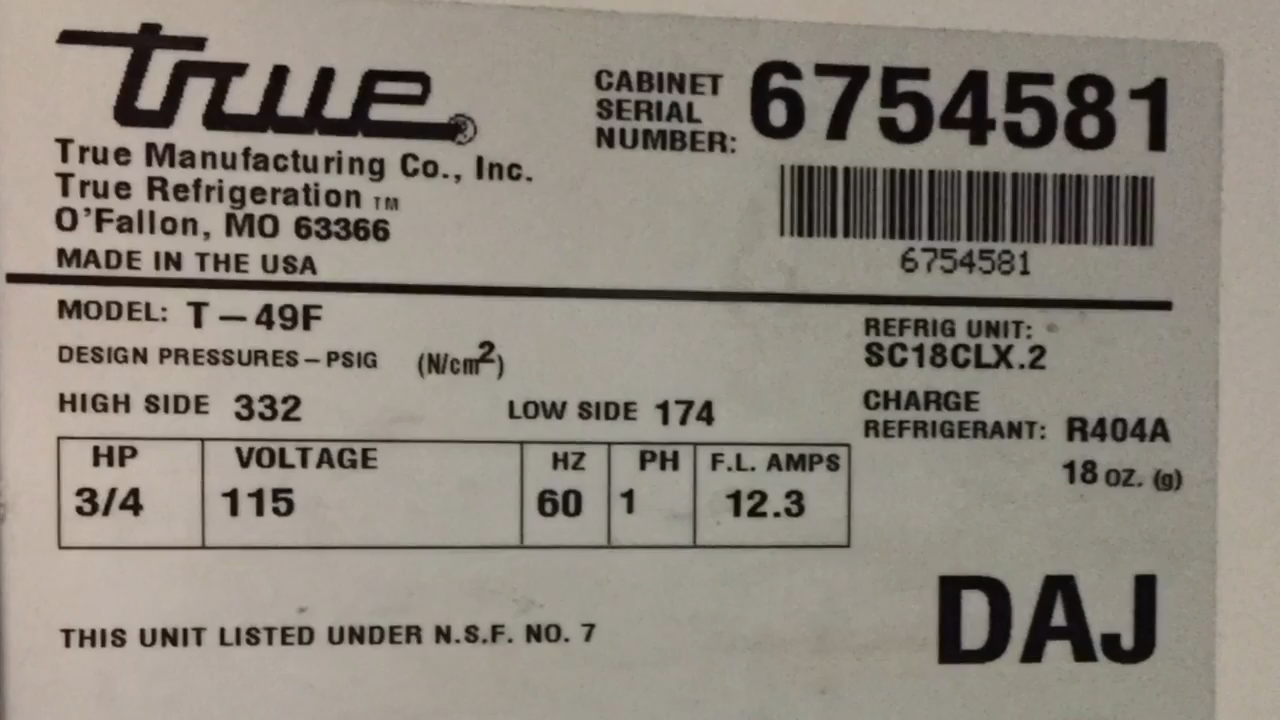 true®
True Manufacturing Co., Inc.
True Refrigeration TM
O'Fallon, MO 63366
MADE IN THE USA
CABINET
SERIAL
NUMBER: 6754581
6754581
MODEL: T-49F
DESIGN PRESSURES-PSIG (N/cm²)
HIGH SIDE 332 LOW SIDE 174
REFRIG UNIT:
SC18CLX.2
CHARGE
REFRIGERANT: R404A
18 OZ. (g)
HP VOLTAGE HZ PH F.L. AMPS
3/4 115 60 1 12.3
DAJ
THIS UNIT LISTED UNDER N.S.F. NO. 7